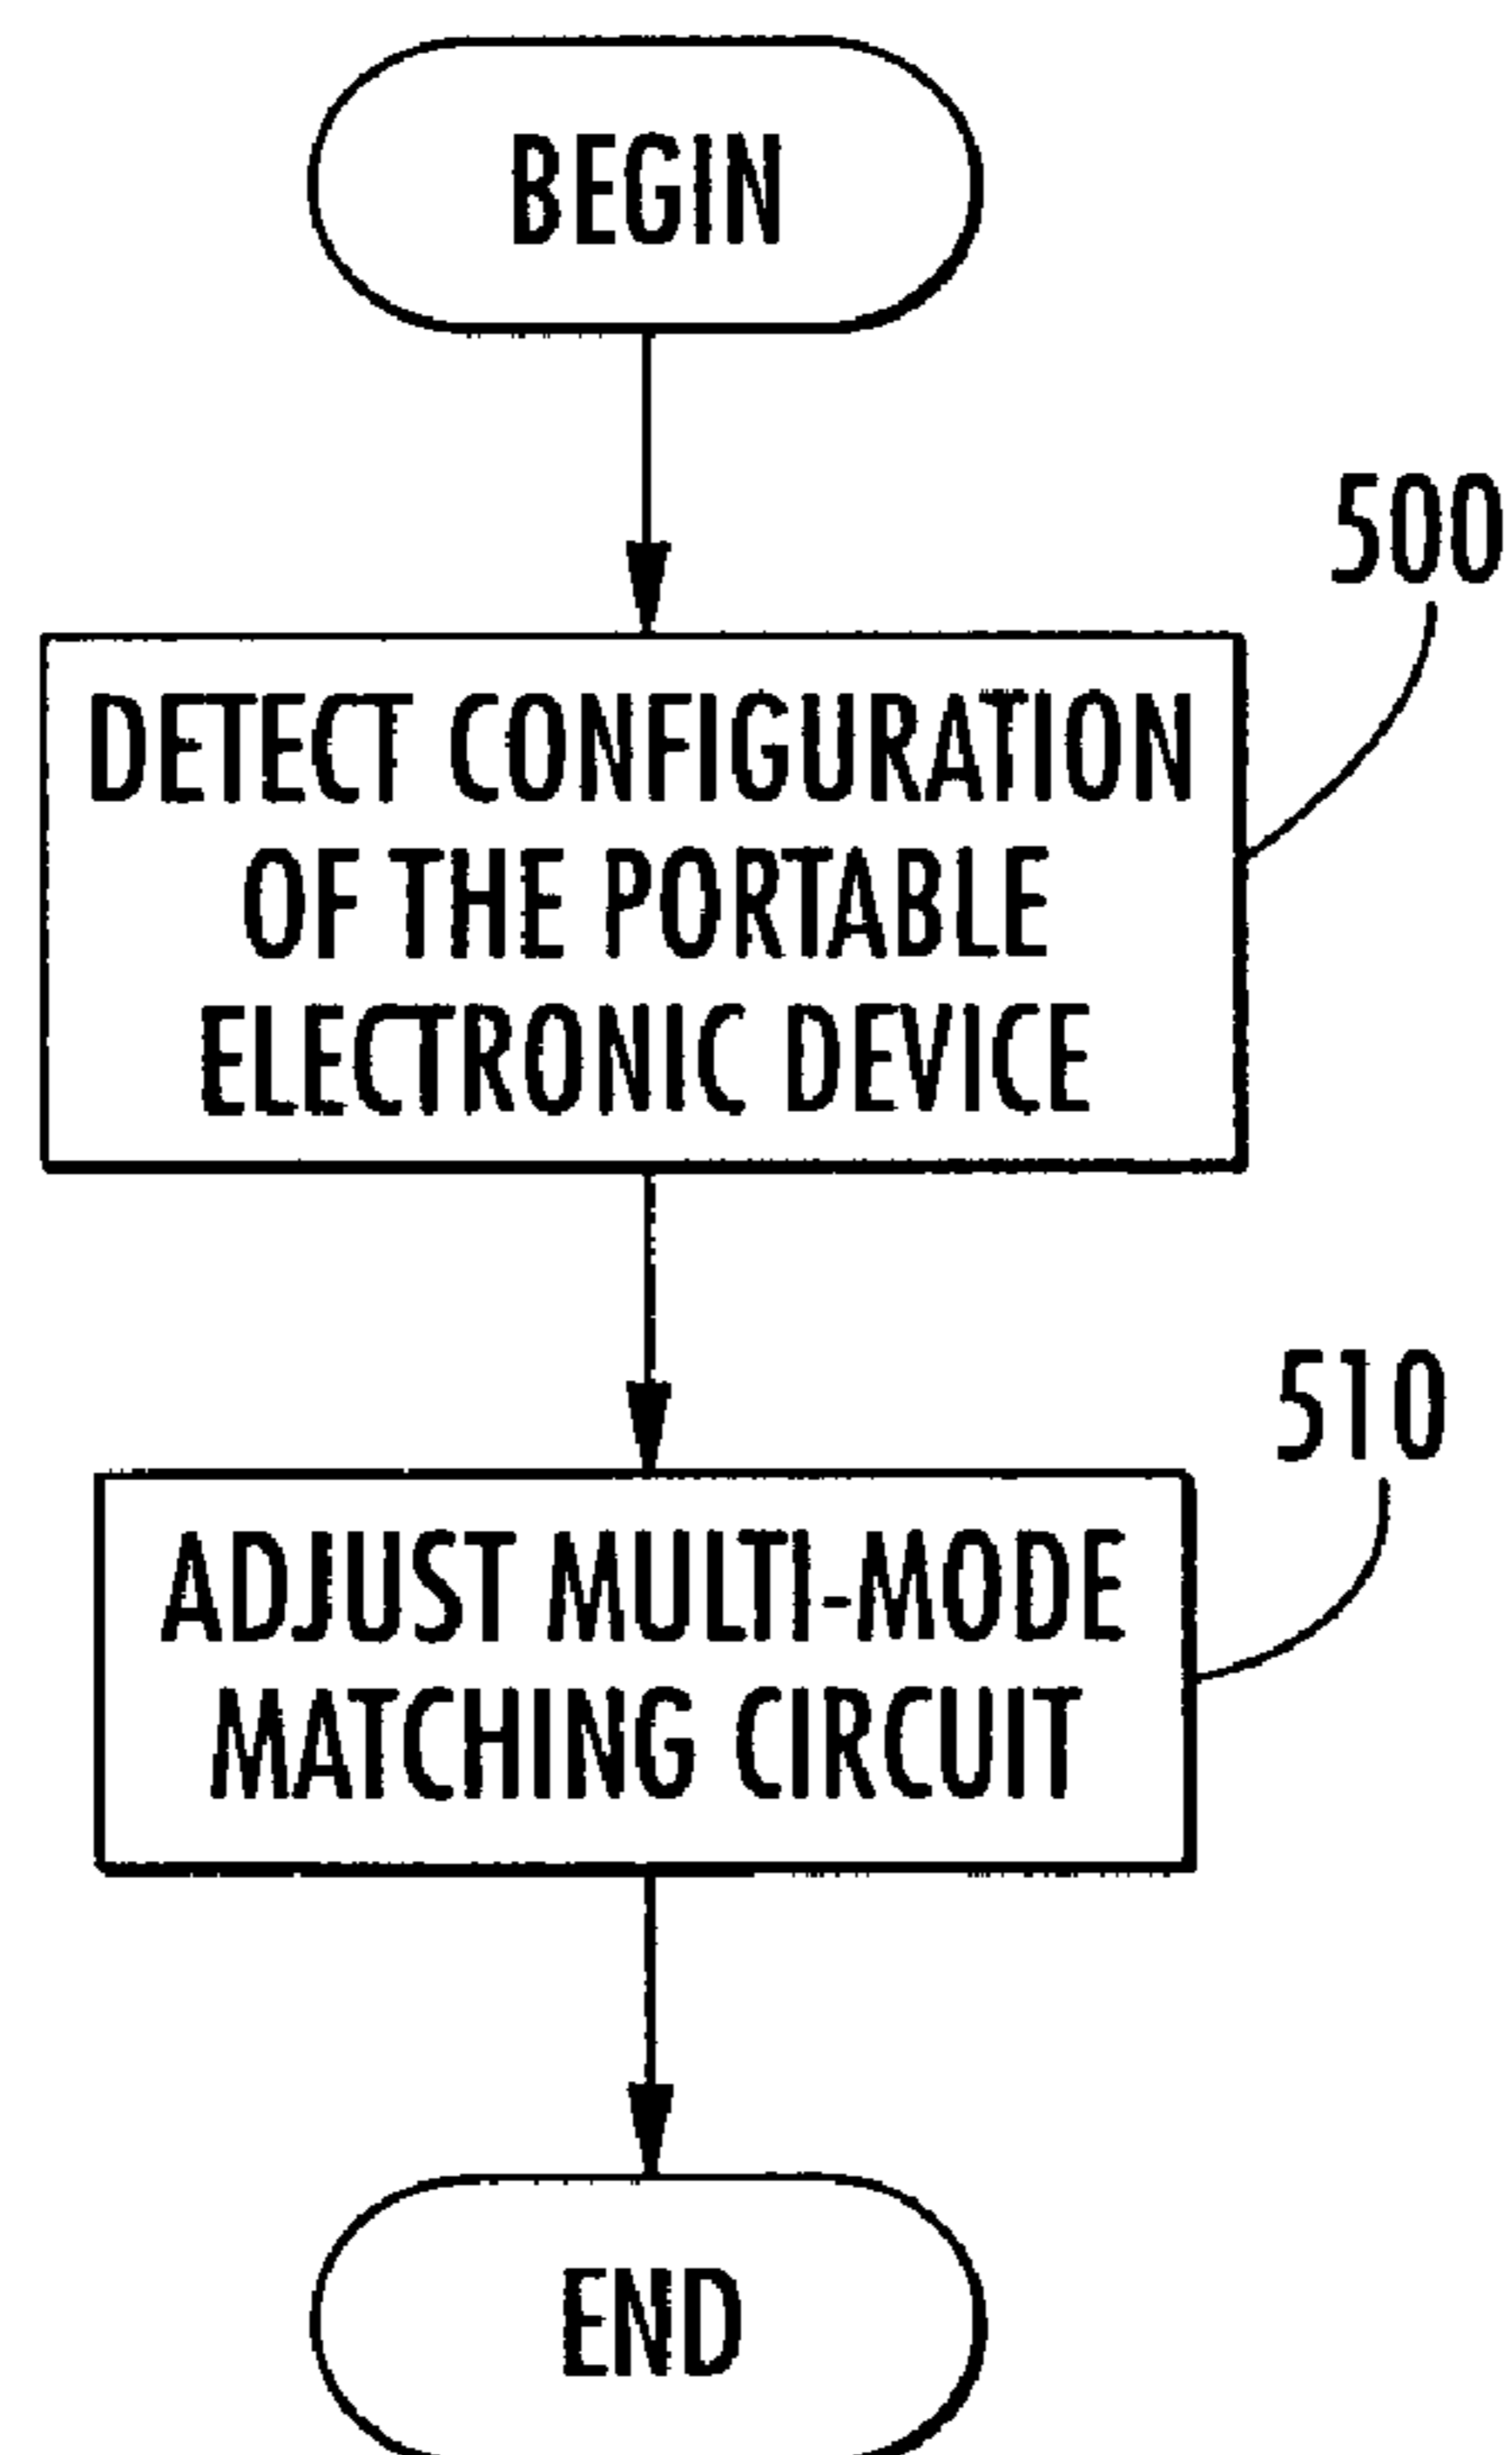 BEGIN
500
DETECT CONFIGURATION
OF THE PORTABLE
ELECTRONIC DEVICE
510
ADJUST MULTI-MODE
MATCHING CIRCUIT
END